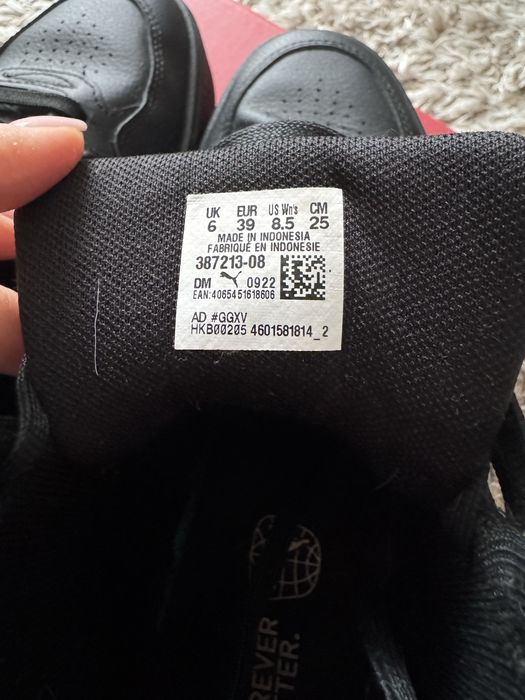 UK EUR US Wn's CM
6 39 8.5 25
MADE IN INDONESIA
FABRIQUÉ EN INDONESIE
387213-08
DM 0922
EAN:4065451618606
AD #GGXV
HKB00205 4601581814_2
REVER
TER.